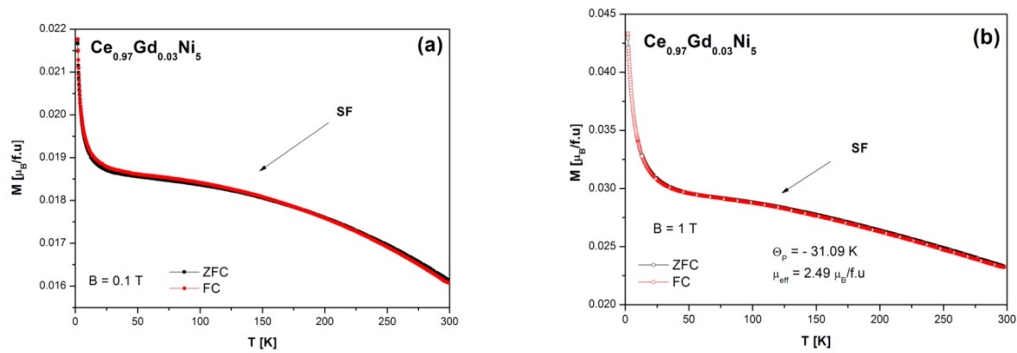 0.022
0.021
0.020
0.019
0.018
0.017
0.016
M [μB/f.u]
Ce0.97Gd0.03Ni5
(a)
SF
B = 0.1 T
ZFC
FC
0 50 100 150 200 250 300
T [K]
0.045
0.040
0.035
0.030
0.025
0.020
M [μB/f.u]
Ce0.97Gd0.03Ni5
(b)
SF
B = 1 T
ZFC
FC
ΘP = - 31.09 K
μeff = 2.49 μB/f.u
0 50 100 150 200 250 300
T [K]